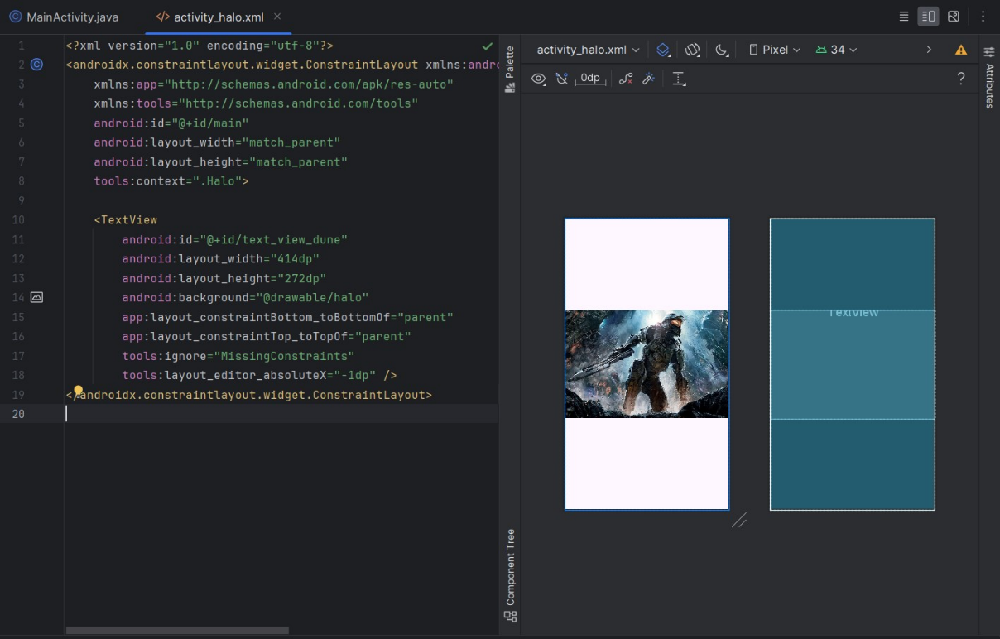 MainActivity.java
activity_halo.xml
1 <?xml version="1.0" encoding="utf-8"?>
2 <androidx.constraintlayout.widget.ConstraintLayout xmlns:andro
3 xmlns:app="http://schemas.android.com/apk/res-auto"
4 xmlns:tools="http://schemas.android.com/tools"
5 android:id="@+id/main"
6 android:layout_width="match_parent"
7 android:layout_height="match_parent"
8 tools:context=".Halo">
9
10 <TextView
11 android:id="@+id/text_view_dune"
12 android:layout_width="414dp"
13 android:layout_height="272dp"
14 android:background="@drawable/halo"
15 app:layout_constraintBottom_toBottomOf="parent"
16 app:layout_constraintTop_toTopOf="parent"
17 tools:ignore="MissingConstraints"
18 tools:layout_editor_absoluteX="-1dp" />
19 </androidx.constraintlayout.widget.ConstraintLayout>
20
Palette
Component Tree
activity_halo.xml
Pixel
34
0dp
?
TextView
Attributes